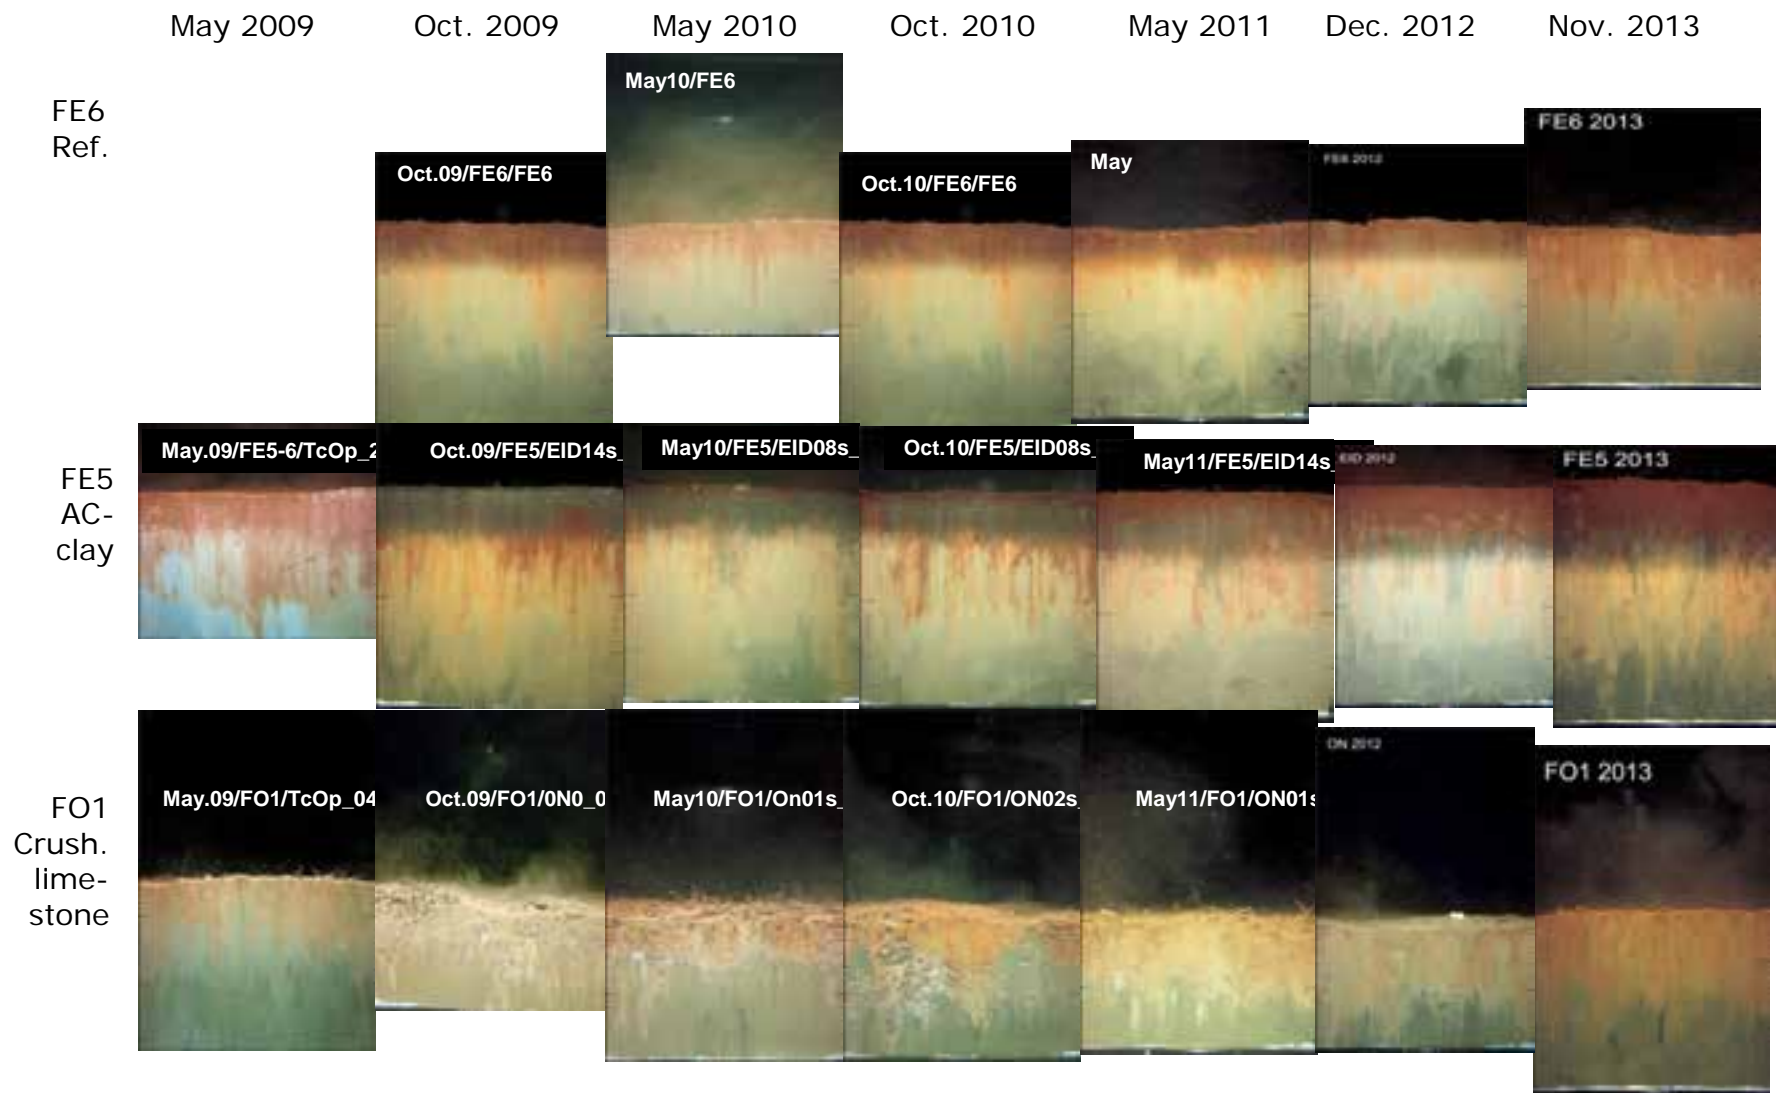 May 2009
Oct. 2009
May 2010
Oct. 2010
May 2011
Dec. 2012
Nov. 2013
FE6
Ref.
Oct.09/FE6/FE6
May10/FE6
Oct.10/FE6/FE6
May
FE6 2012
FE6 2013
FE5
AC-
clay
May.09/FE5-6/TcOp_2
Oct.09/FE5/EID14s_
May10/FE5/EID08s_
Oct.10/FE5/EID08s_
May11/FE5/EID14s_
EID 2012
FE5 2013
FO1
Crush.
lime-
stone
May.09/FO1/TcOp_04
Oct.09/FO1/0N0_0
May10/FO1/On01s_
Oct.10/FO1/ON02s_
May11/FO1/ON01s
ON 2012
FO1 2013